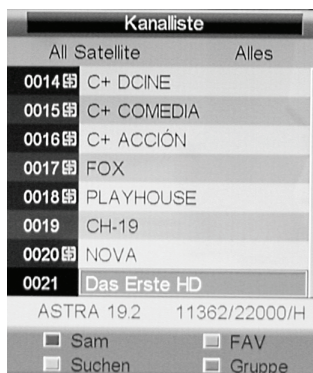 Kanalliste
All Satellite Alles
0014 $ C+ DCINE
0015 $ C+ COMEDIA
0016 $ C+ ACCIÓN
0017 $ FOX
0018 $ PLAYHOUSE
0019 CH-19
0020 $ NOVA
0021 Das Erste HD
ASTRA 19.2 11362/22000/H
Sam FAV
Suchen Gruppe